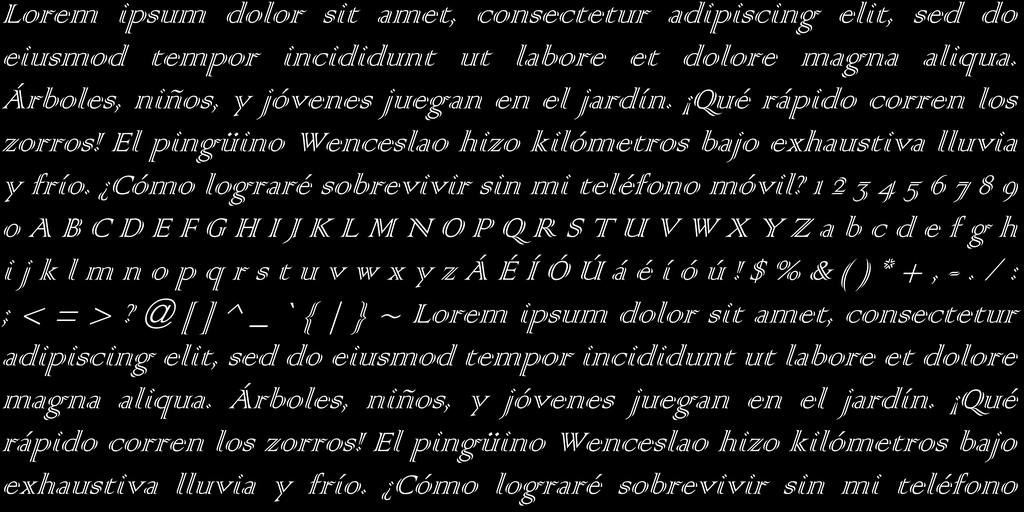 Lorem ipsum dolor sit amet, consectetur adipiscing elit, sed do
eiusmod tempor incididunt ut labore et dolore magna aliqua.
Árboles, niños, y jóvenes juegan en el jardín. ¡Qué rápido corren los
zorros! El pingüino Wenceslao hizo kilómetros bajo exhaustiva lluvia
y frío. ¿Cómo lograré sobrevivir sin mi teléfono móvil? 1 2 3 4 5 6 7 8 9
0 A B C D E F G H I J K L M N O P Q R S T U V W X Y Z a b c d e f g h
i j k l m n o p q r s t u v w x y z Á É Í Ó Ú á é í ó ú ! $ % & ( ) * + , - . / :
; < = > ? @ [ ] ^ _ ` { | } ~ Lorem ipsum dolor sit amet, consectetur
adipiscing elit, sed do eiusmod tempor incididunt ut labore et dolore
magna aliqua. Árboles, niños, y jóvenes juegan en el jardín. ¡Qué
rápido corren los zorros! El pingüino Wenceslao hizo kilómetros bajo
exhaustiva lluvia y frío. ¿Cómo lograré sobrevivir sin mi teléfono